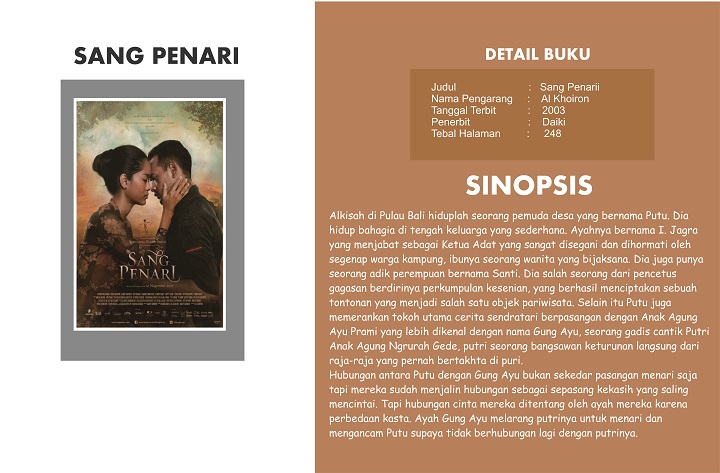 SANG PENARI
SANG
PENARI
DETAIL BUKU
Judul : Sang Penarii
Nama Pengarang : Al Khoiron
Tanggal Terbit : 2003
Penerbit : Daiki
Tebal Halaman : 248
SINOPSIS
Alkisah di Pulau Bali hiduplah seorang pemuda desa yang bernama Putu. Dia
hidup bahagia di tengah keluarga yang sederhana. Ayahnya bernama I. Jagra
yang menjabat sebagai Ketua Adat yang sangat disegani dan dihormati oleh
segenap warga kampung, ibunya seorang wanita yang bijaksana. Dia juga punya
seorang adik perempuan bernama Santi. Dia salah seorang dari pencetus
gagasan berdirinya perkumpulan kesenian, yang berhasil menciptakan sebuah
tontonan yang menjadi salah satu objek pariwisata. Selain itu Putu juga
memerankan tokoh utama cerita sendratari berpasangan dengan Anak Agung
Ayu Prami yang lebih dikenal dengan nama Gung Ayu, seorang gadis cantik Putri
Anak Agung Ngrurah Gede, putri seorang bangsawan keturunan langsung dari
raja-raja yang pernah bertakhta di puri.
Hubungan antara Putu dengan Gung Ayu bukan sekedar pasangan menari saja
tapi mereka sudah menjalin hubungan sebagai sepasang kekasih yang saling
mencintai. Tapi hubungan cinta mereka ditentang oleh ayah mereka karena
perbedaan kasta. Ayah Gung Ayu melarang putrinya untuk menari dan
mengancam Putu supaya tidak berhubungan lagi dengan putrinya.